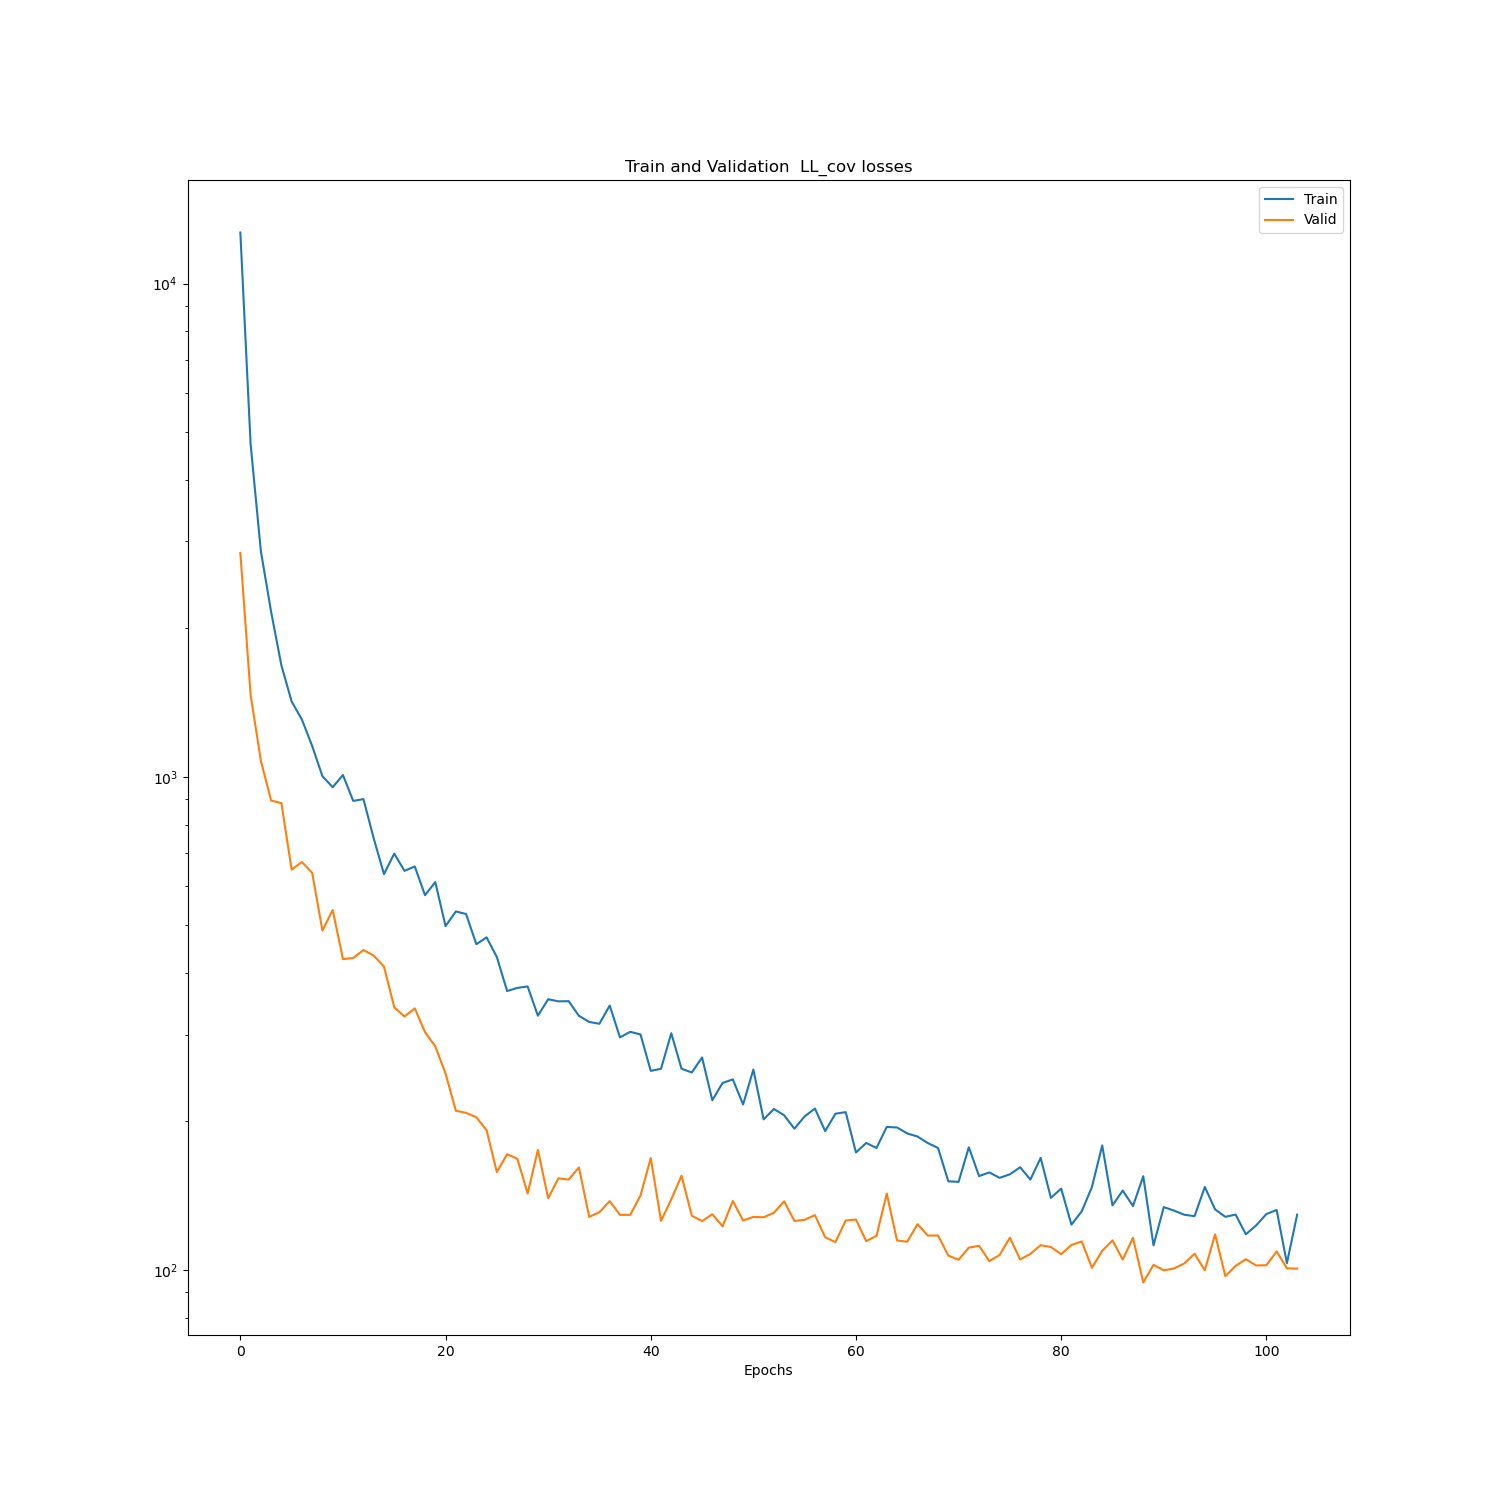 Train and Validation  LL_cov losses
Train
Valid
10⁴
10³
10²
0 20 40 60 80 100
Epochs